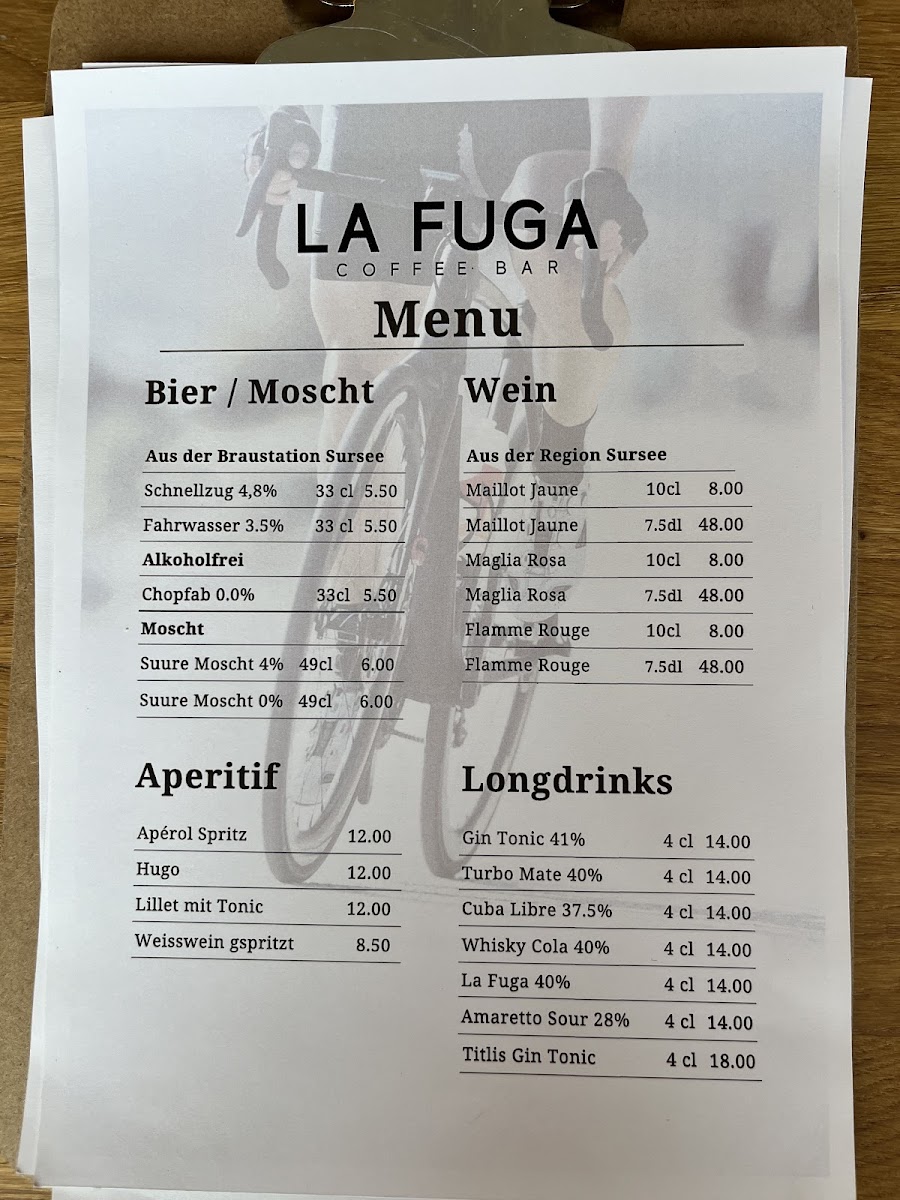 LA FUGA
COFFEE BAR
Menu
Bier / Moscht
Aus der Braustation Sursee
Schnellzug 4,8% 33 cl 5.50
Fahrwasser 3.5% 33 cl 5.50
Alkoholfrei
Chopfab 0.0% 33cl 5.50
Moscht
Suure Moscht 4% 49cl 6.00
Suure Moscht 0% 49cl 6.00
Wein
Aus der Region Sursee
Maillot Jaune 10cl 8.00
Maillot Jaune 7.5dl 48.00
Maglia Rosa 10cl 8.00
Maglia Rosa 7.5dl 48.00
Flamme Rouge 10cl 8.00
Flamme Rouge 7.5dl 48.00
Aperitif
Apérol Spritz 12.00
Hugo 12.00
Lillet mit Tonic 12.00
Weisswein gspritzt 8.50
Longdrinks
Gin Tonic 41% 4 cl 14.00
Turbo Mate 40% 4 cl 14.00
Cuba Libre 37.5% 4 cl 14.00
Whisky Cola 40% 4 cl 14.00
La Fuga 40% 4 cl 14.00
Amaretto Sour 28% 4 cl 14.00
Titlis Gin Tonic 4 cl 18.00